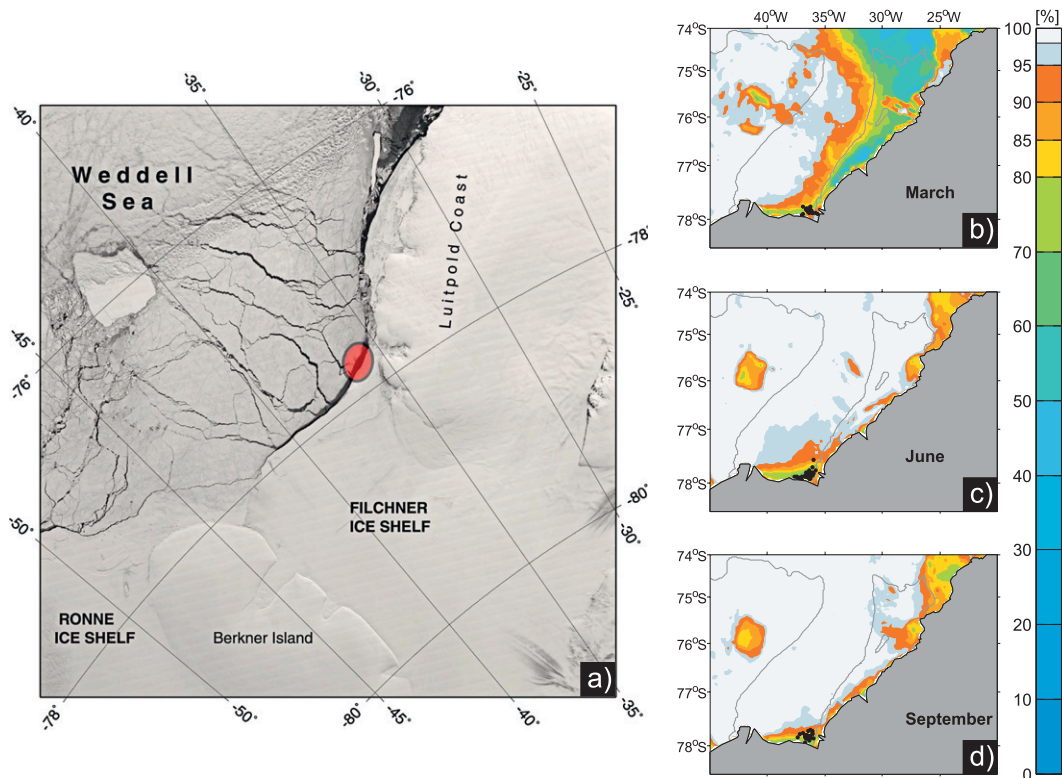 -40°
-35
-30°
-76°
-25°
Weddell
Sea
Luitpold Coast
-78°
-25°
-45°
-76°
FILCHNER
ICE SHELF
-80°
-30°
-50°
RONNE
ICE SHELF
Berkner Island
a)
-78°
-50°
-80°
-45°
-40°
-35°
40°W 35°W 30°W 25°W
74°S
75°S
76°S
77°S
78°S
March
b)
74°S
75°S
76°S
77°S
78°S
June
c)
74°S
75°S
76°S
77°S
78°S
September
d)
[%]
100
95
90
85
80
70
60
50
40
30
20
10
0